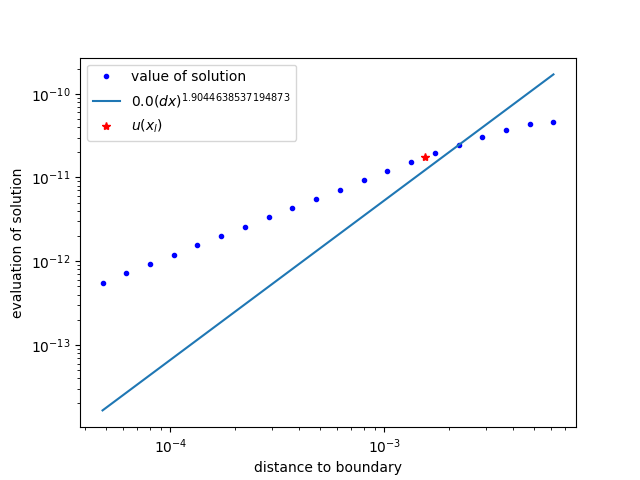 value of solution
0.0(dx)^1.9044638537194873
u(x_l)
10^-10
10^-11
10^-12
10^-13
evaluation of solution
10^-4
10^-3
distance to boundary